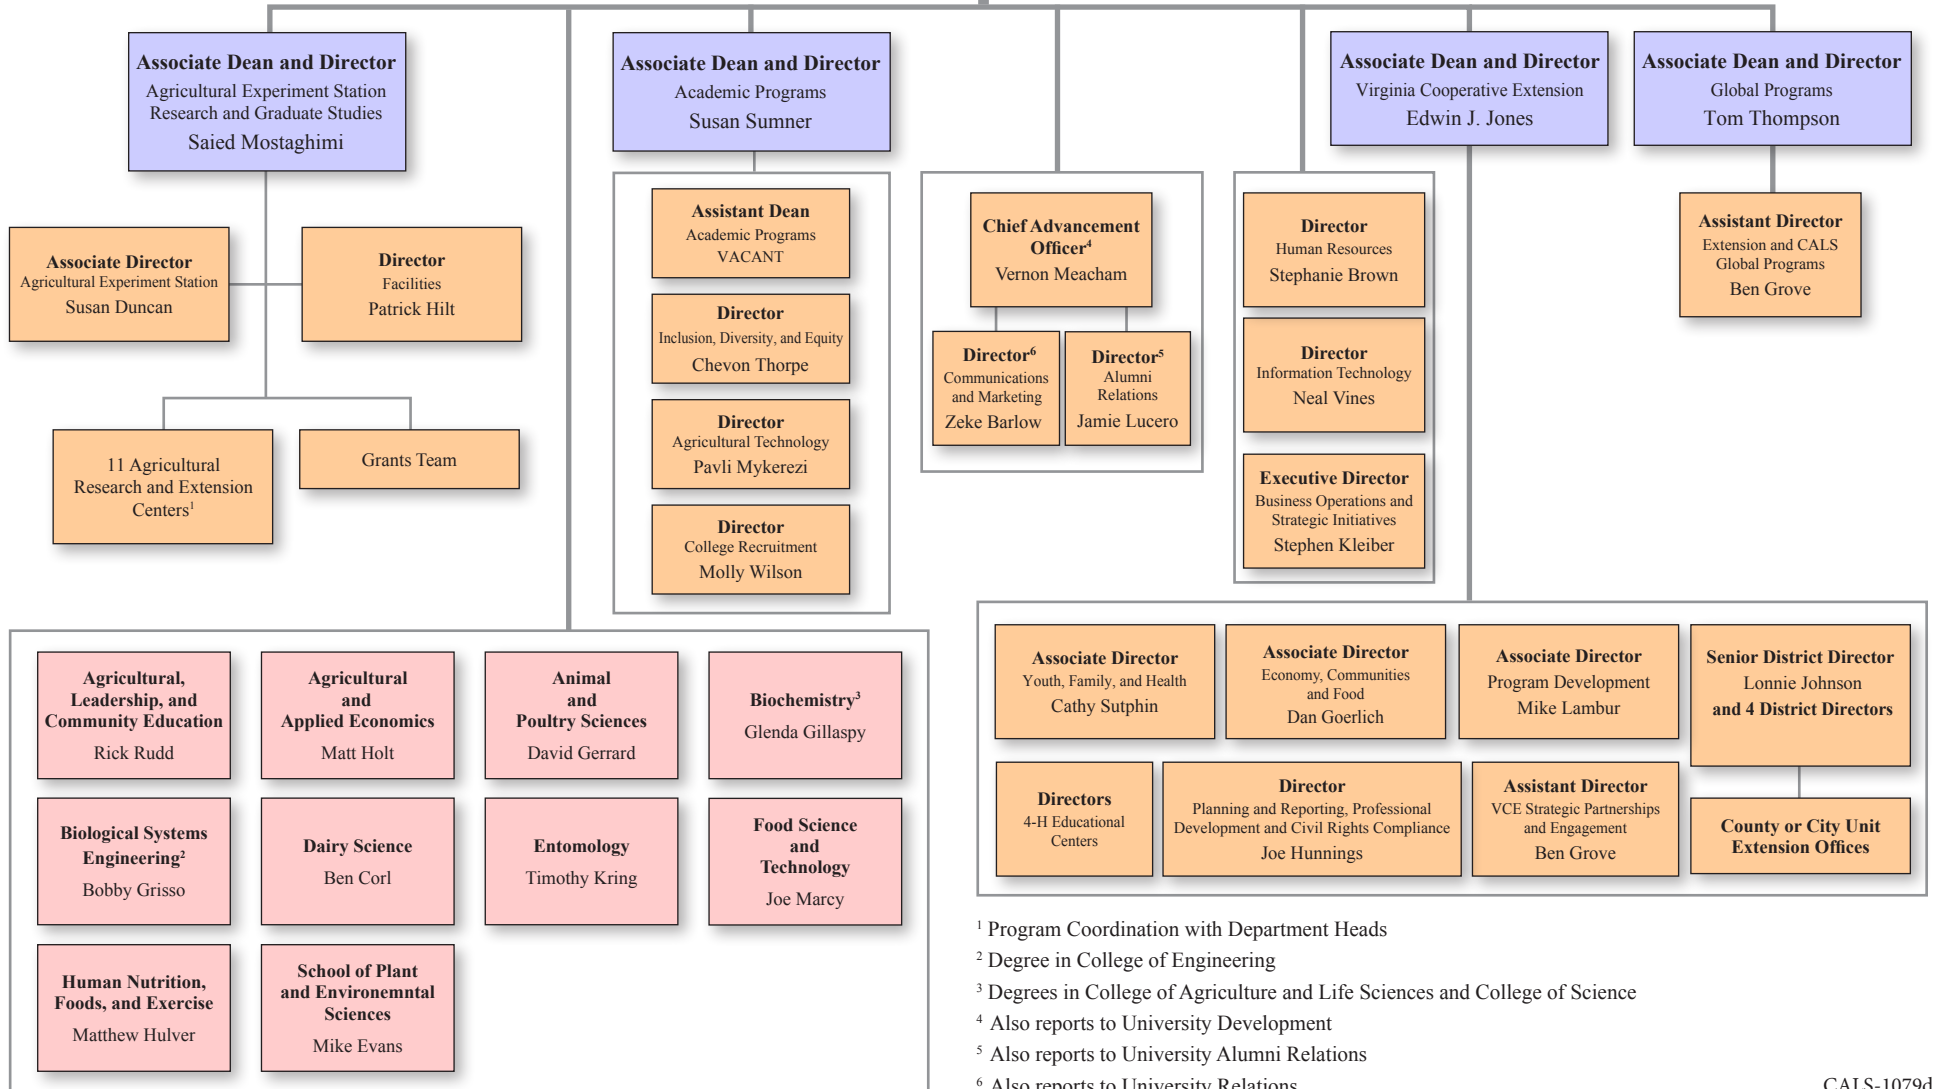 Associate Dean and Director
Agricultural Experiment Station
Research and Graduate Studies
Saied Mostaghimi
Associate Dean and Director
Academic Programs
Susan Sumner
Associate Dean and Director
Virginia Cooperative Extension
Edwin J. Jones
Associate Dean and Director
Global Programs
Tom Thompson
Associate Director
Agricultural Experiment Station
Susan Duncan
Director
Facilities
Patrick Hilt
11 Agricultural
Research and Extension
Centers¹
Grants Team
Assistant Dean
Academic Programs
VACANT
Director
Inclusion, Diversity, and Equity
Chevon Thorpe
Director
Agricultural Technology
Pavli Mykerezi
Director
College Recruitment
Molly Wilson
Chief Advancement
Officer⁴
Vernon Meacham
Director⁶
Communications
and Marketing
Zeke Barlow
Director⁵
Alumni
Relations
Jamie Lucero
Director
Human Resources
Stephanie Brown
Director
Information Technology
Neal Vines
Executive Director
Business Operations and
Strategic Initiatives
Stephen Kleiber
Assistant Director
Extension and CALS
Global Programs
Ben Grove
Agricultural,
Leadership, and
Community Education
Rick Rudd
Agricultural
and
Applied Economics
Matt Holt
Animal
and
Poultry Sciences
David Gerrard
Biochemistry³
Glenda Gillaspy
Biological Systems
Engineering²
Bobby Grisso
Dairy Science
Ben Corl
Entomology
Timothy Kring
Food Science
and
Technology
Joe Marcy
Human Nutrition,
Foods, and Exercise
Matthew Hulver
School of Plant
and Environemntal
Sciences
Mike Evans
Associate Director
Youth, Family, and Health
Cathy Sutphin
Associate Director
Economy, Communities
and Food
Dan Goerlich
Associate Director
Program Development
Mike Lambur
Senior District Director
Lonnie Johnson
and 4 District Directors
Directors
4-H Educational
Centers
Director
Planning and Reporting, Professional
Development and Civil Rights Compliance
Joe Hunnings
Assistant Director
VCE Strategic Partnerships
and Engagement
Ben Grove
County or City Unit
Extension Offices
¹ Program Coordination with Department Heads
² Degree in College of Engineering
³ Degrees in College of Agriculture and Life Sciences and College of Science
⁴ Also reports to University Development
⁵ Also reports to University Alumni Relations
⁶ Also reports to University Relations
CALS-1079d